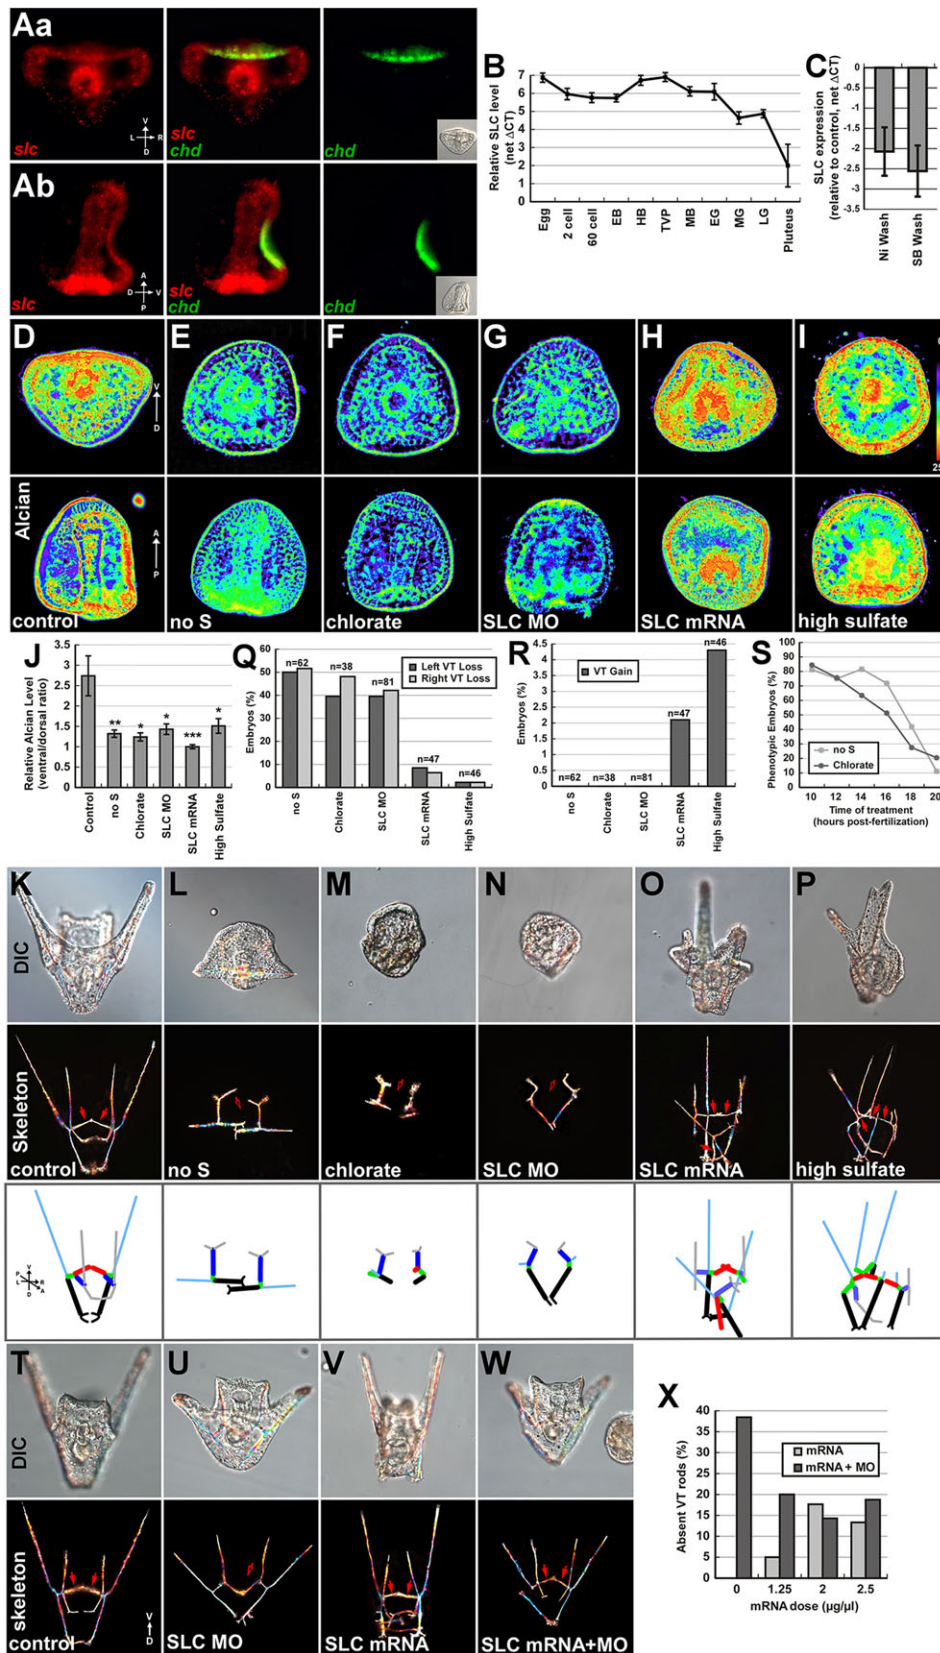 Aa
slc
slc
chd
chd
V
L R
D
Ab
slc
slc
chd
chd
A
D V
P
B
Relative SLC level
(net ΔCT)
7
6
5
4
3
2
1
0
Egg
2 cell
60 cell
EB
HB
TVP
MB
EG
MG
LG
Pluteus
C
SLC expression
(relative to control, net ΔCT)
0
-0.5
-1
-1.5
-2
-2.5
-3
-3.5
Ni Wash
SB Wash
D
E
F
G
H
I
V
D
Alcian
A
P
control
no S
chlorate
SLC MO
SLC mRNA
high sulfate
J
Relative Alcian Level
(ventral/dorsal ratio)
3.5
3
2.5
2
1.5
1
0.5
0
**
*
*
***
*
Control
no S
Chlorate
SLC MO
SLC mRNA
High Sulfate
Q
Embryos (%)
60
50
40
30
20
10
0
n=62
n=38
n=81
n=47
n=46
Left VT Loss
Right VT Loss
no S
Chlorate
SLC MO
SLC mRNA
High Sulfate
R
Embryos (%)
4.5
4
3.5
3
2.5
2
1.5
1
0.5
0
VT Gain
n=62
n=38
n=81
n=47
n=46
no S
Chlorate
SLC MO
SLC mRNA
High Sulfate
S
Phenotypic Embryos (%)
100
90
80
70
60
50
40
30
20
10
0
no S
Chlorate
10 12 14 16 18 20
Time of treatment
(hours post-fertilization)
K
L
M
N
O
P
DIC
Skeleton
control
no S
chlorate
SLC MO
SLC mRNA
high sulfate
P V
L R
D A
T
U
V
W
DIC
skeleton
control
V
D
SLC MO
SLC mRNA
SLC mRNA+MO
X
Absent VT rods (%)
40
35
30
25
20
15
10
5
0
mRNA
mRNA + MO
0 1.25 2 2.5
mRNA dose (μg/μl)